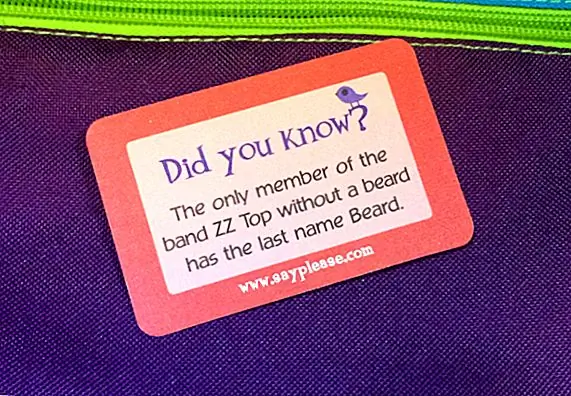 Did you know?
The only member of the
band ZZ Top without a beard
has the last name Beard.
www.sayplease.com